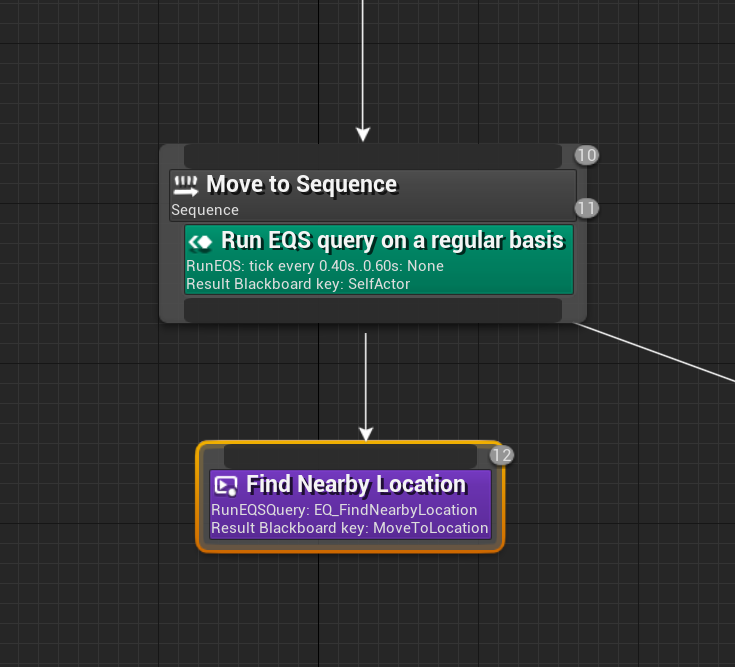 10
Move to Sequence
Sequence
11
Run EQS query on a regular basis
RunEQS: tick every 0.40s..0.60s: None
Result Blackboard key: SelfActor
12
Find Nearby Location
RunEQSQuery: EQ_FindNearbyLocation
Result Blackboard key: MoveToLocation